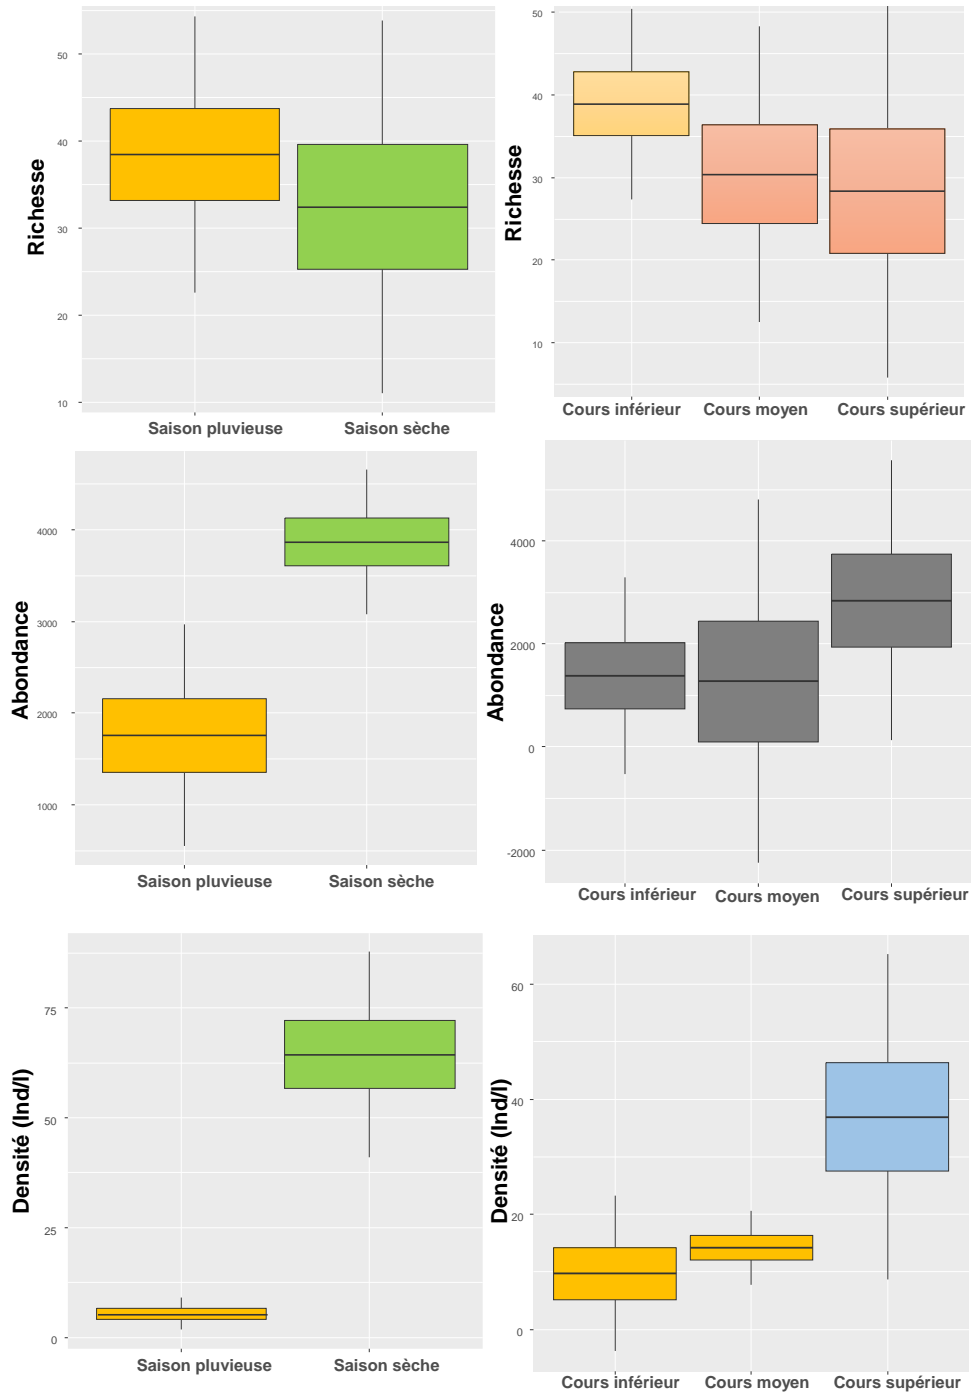 50
40
30
20
10
Richesse
Saison pluvieuse
Saison sèche
50
40
30
20
10
Richesse
Cours inférieur
Cours moyen
Cours supérieur
4000
3000
2000
1000
Abondance
Saison pluvieuse
Saison sèche
4000
2000
0
-2000
Abondance
Cours inférieur
Cours moyen
Cours supérieur
75
50
25
0
Densité (Ind/l)
Saison pluvieuse
Saison sèche
60
40
20
0
Densité (Ind/l)
Cours inférieur
Cours moyen
Cours supérieur